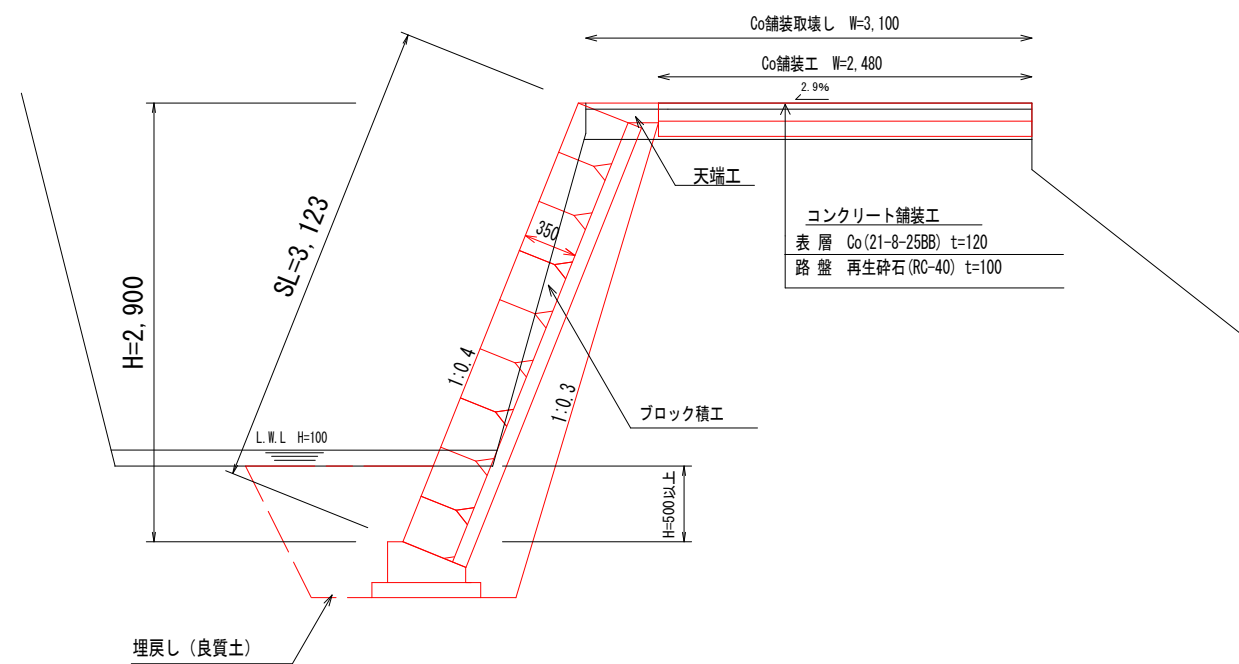 Co舗装取壊し W=3,100
Co舗装工 W=2,480
2.9%
天端工
コンクリート舗装工
表 層 Co(21-8-25BB) t=120
路 盤 再生砕石(RC-40) t=100
SL=3,123
H=2,900
350
1:0.4
1:0.3
ブロック積工
L.W.L H=100
H=500以上
埋戻し（良質土）